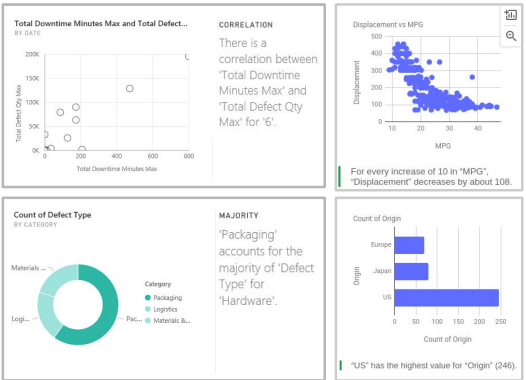 Total Downtime Minutes Max and Total Defect...
BY DATE
200K
150K
100K
50K
0K
0
200
400
600
800
Total Defect Qty Max
Total Downtime Minutes Max
CORRELATION
There is a
correlation between
'Total Downtime
Minutes Max' and
'Total Defect Qty
Max' for '6'.
Displacement vs MPG
500
400
300
200
100
0
10
20
30
40
Displacement
MPG
For every increase of 10 in "MPG",
"Displacement" decreases by about 108.
Count of Defect Type
BY CATEGORY
Materials ...
Logi...
Pac...
Category
Packaging
Logistics
Materials &...
MAJORITY
'Packaging'
accounts for the
majority of 'Defect
Type' for
'Hardware'.
Count of Origin
Europe
Japan
US
Origin
0
50
100
150
200
250
Count of Origin
"US" has the highest value for "Origin" (246).